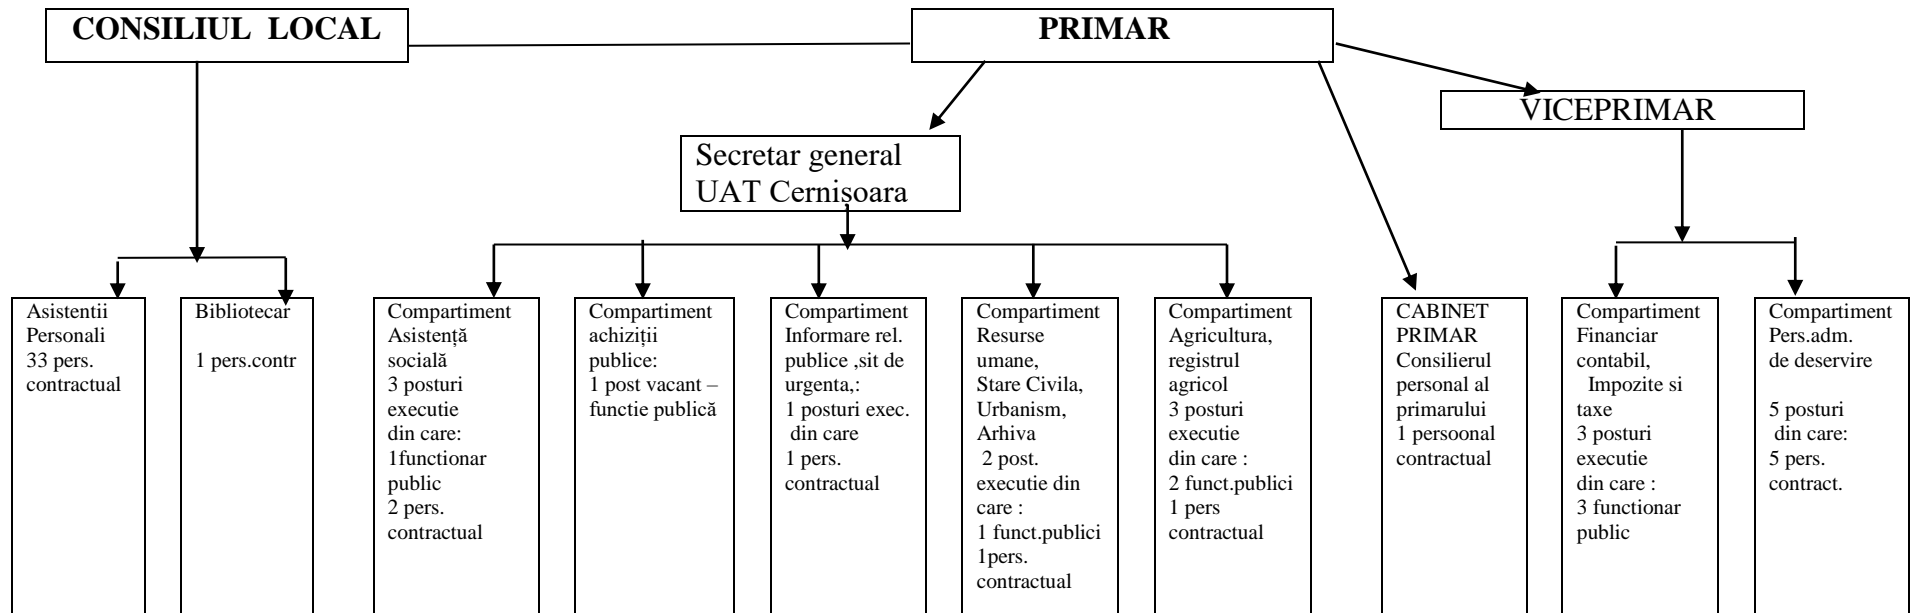 CONSILIUL LOCAL
PRIMAR
VICEPRIMAR
Secretar general
UAT Cernisoara
Asistentii
Personali
33 pers.
contractual
Bibliotecar
1 pers.contr
Compartiment
Asistență
socială
3 posturi
executie
din care:
1functionar
public
2 pers.
contractual
Compartiment
achiziții
publice:
1 post vacant –
functie publică
Compartiment
Informare rel.
publice ,sit de
urgenta,:
1 posturi exec.
din care
1 pers.
contractual
Compartiment
Resurse
umane,
Stare Civila,
Urbanism,
Arhiva
2 post.
executie din
care :
1 funct.publici
1pers.
contractual
Compartiment
Agricultura,
registrul
agricol
3 posturi
executie
din care :
2 funct.publici
1 pers
contractual
CABINET
PRIMAR
Consilierul
personal al
primarului
1 persoonal
contractual
Compartiment
Financiar
contabil,
Impozite si
taxe
3 posturi
executie
din care :
3 functionar
public
Compartiment
Pers.adm.
de deservire
5 posturi
din care:
5 pers.
contract.